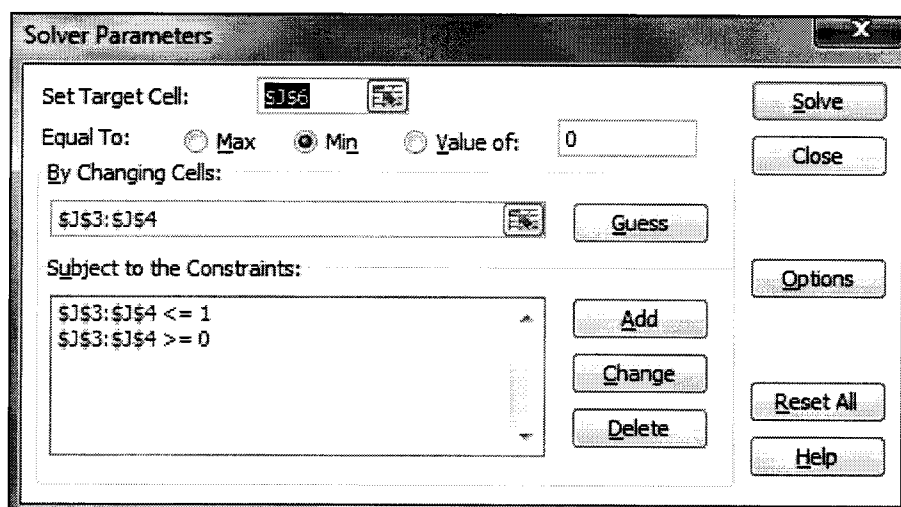 Solver Parameters
X
Set Target Cell: $J$6 Solve
Equal To: Max Min Value of: 0 Close
By Changing Cells:
$J$3:$J$4 Guess
Subject to the Constraints: Options
$J$3:$J$4 <= 1 Add
$J$3:$J$4 >= 0
Change
Reset All
Delete
Help